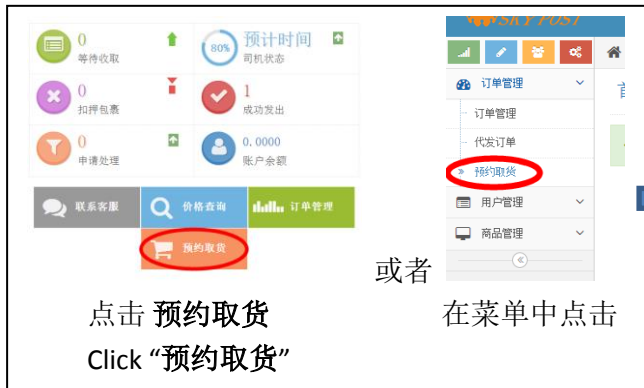 0
等待收取
80%
预计时间
司机状态
0
扣押包裹
1
成功发出
0
申请处理
0.0000
账户余额
联系客服
价格查询
订单管理
预约取货
或者
点击 预约取货
Click “预约取货”
SKY POST
订单管理
订单管理
代发订单
预约取货
用户管理
商品管理
在菜单中点击